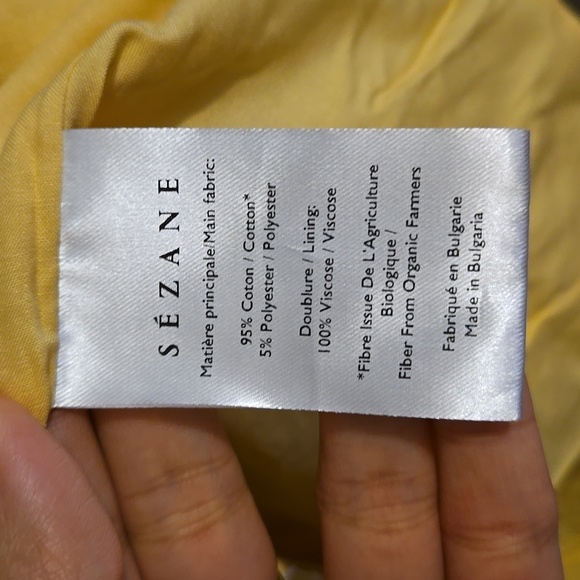 SÉZANE
Matière principale/Main fabric:
95% Coton / Cotton*
5% Polyester / Polyester
Doublure / Lining:
100% Viscose / Viscose
*Fibre Issue De L'Agriculture
Biologique /
Fiber From Organic Farmers
Fabriqué en Bulgarie
Made in Bulgaria